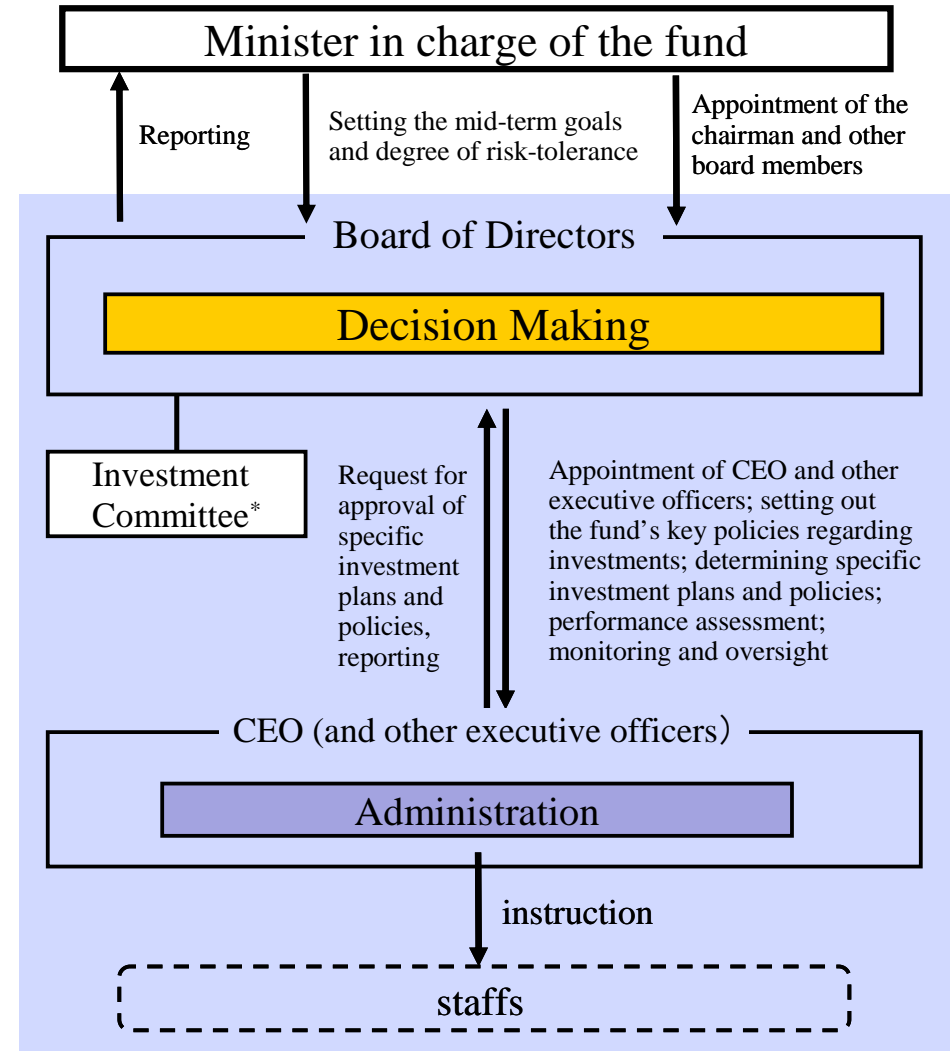 Minister in charge of the fund
Reporting
Setting the mid-term goals
and degree of risk-tolerance
Appointment of the
chairman and other
board members
Board of Directors
Decision Making
Investment
Committee*
Request for
approval of
specific
investment
plans and
policies,
reporting
Appointment of CEO and other
executive officers; setting out
the fund's key policies regarding
investments; determining specific
investment plans and policies;
performance assessment;
monitoring and oversight
CEO (and other executive officers）
Administration
instruction
staffs